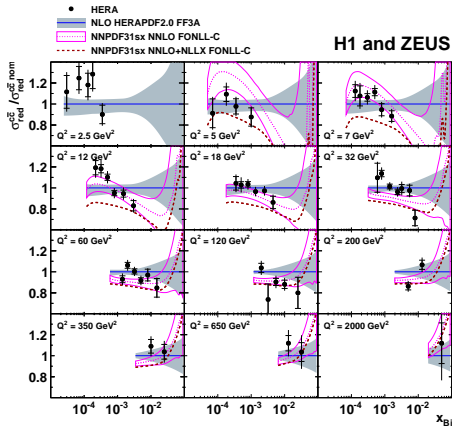 HERA
NLO HERAPDF2.0 FF3A
NNPDF31sx NNLO FONLL-C
NNPDF31sx NNLO+NLLX FONLL-C
H1 and ZEUS
σ_red^cc̄ / σ_red^cc̄ nom
1.2
1
0.8
Q² = 2.5 GeV²
Q² = 5 GeV²
Q² = 7 GeV²
1.2
1
0.8
Q² = 12 GeV²
Q² = 18 GeV²
Q² = 32 GeV²
1.2
1
0.8
Q² = 60 GeV²
Q² = 120 GeV²
Q² = 200 GeV²
1.2
1
0.8
Q² = 350 GeV²
Q² = 650 GeV²
Q² = 2000 GeV²
10⁻⁴ 10⁻³ 10⁻² 10⁻⁴ 10⁻³ 10⁻² 10⁻⁴ 10⁻³ 10⁻²
x_Bj